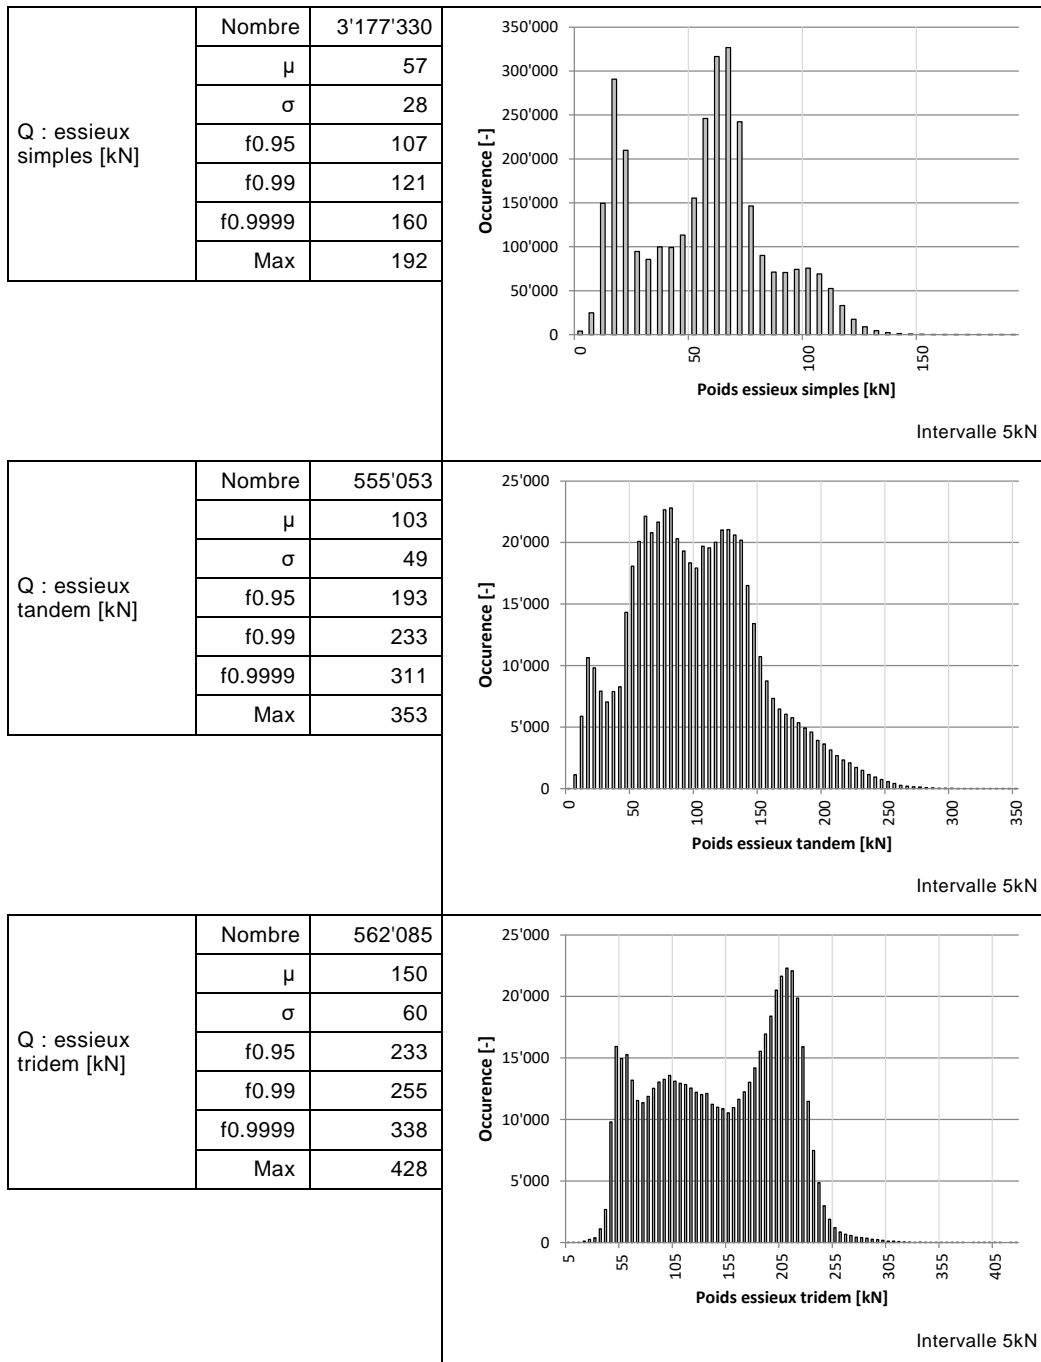 Q : essieux
simples [kN]
Nombre 3'177'330
μ 57
σ 28
f0.95 107
f0.99 121
f0.9999 160
Max 192
350'000
300'000
250'000
200'000
150'000
100'000
50'000
0
Occurence [-]
0 50 100 150
Poids essieux simples [kN]
Intervalle 5kN
Q : essieux
tandem [kN]
Nombre 555'053
μ 103
σ 49
f0.95 193
f0.99 233
f0.9999 311
Max 353
25'000
20'000
15'000
10'000
5'000
0
Occurence [-]
0 50 100 150 200 250 300 350
Poids essieux tandem [kN]
Intervalle 5kN
Q : essieux
tridem [kN]
Nombre 562'085
μ 150
σ 60
f0.95 233
f0.99 255
f0.9999 338
Max 428
25'000
20'000
15'000
10'000
5'000
0
Occurence [-]
5 55 105 155 205 255 305 355 405
Poids essieux tridem [kN]
Intervalle 5kN